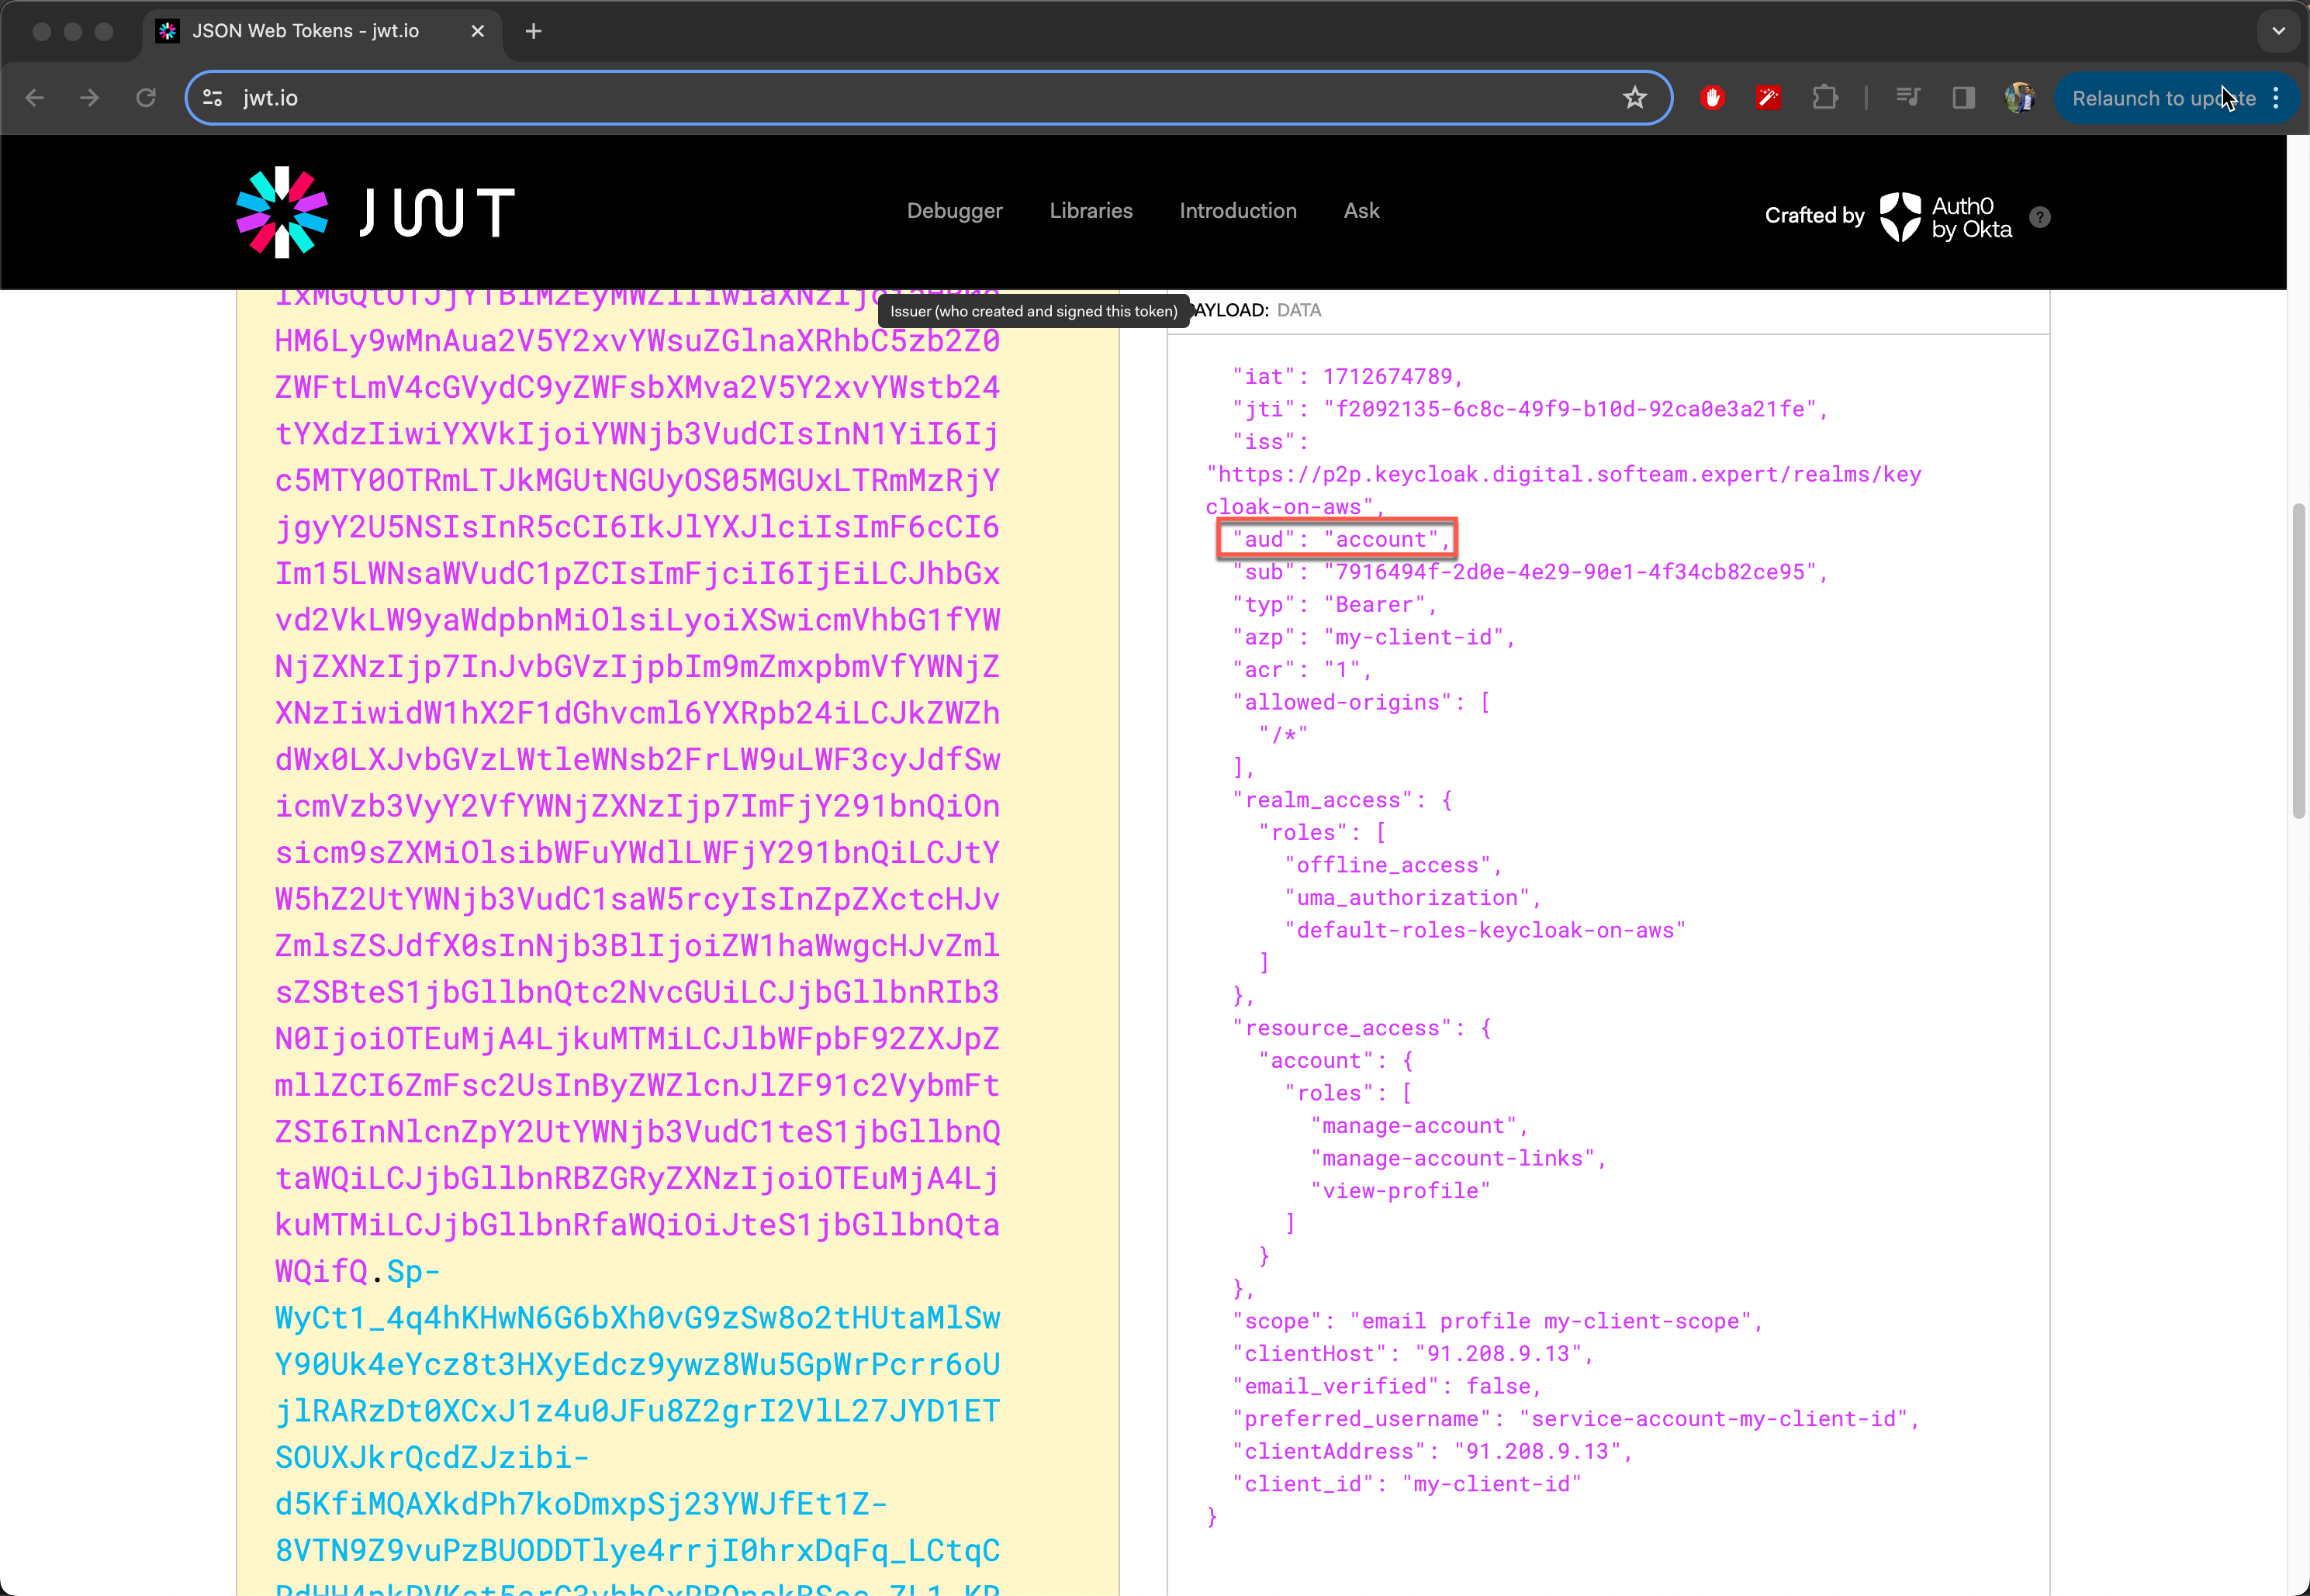 JSON Web Tokens - jwt.io
jwt.io
Relaunch to update
JWT
Debugger
Libraries
Introduction
Ask
Crafted by
Auth0
by Okta
?
Issuer (who created and signed this token)
HM6Ly9wMnAua2V5Y2xvYWsuZGlnaXRhbC5zb2Z0
ZWFtLmV4cGVydC9yZWFsbXMva2V5Y2xvYWstb24
tYXdzIiwiYXVkIjoiYWNjb3VudCIsInN1YiI6Ij
c5MTY0OTRmLTJkMGUtNGUyOS05MGUxLTRmMzRjY
jgyY2U5NSIsInR5cCI6IkJlYXJlciIsImF6cCI6
Im15LWNsaWVudC1pZCIsImFjciI6IjEiLCJhbGx
vd2VkLW9yaWdpbnMiOlsiLyoiXSwicmVhbG1fYW
NjZXNzIjp7InJvbGVzIjpbIm9mZmxpbmVfYWNjZ
XNzIiwidW1hX2F1dGhvcml6YXRpb24iLCJkZWZh
dWx0LXJvbGVzLWtleWNsb2FrLW9uLWF3cyJdfSw
icmVzb3VyY2VfYWNjZXNzIjp7ImFjY291bnQiOn
sicm9sZXMiOlsibWFuYWdlLWFjY291bnQiLCJtY
W5hZ2UtYWNjb3VudC1saW5rcyIsInZpZXctcHJv
ZmlsZSJdfX0sInNjb3BlIjoiZW1haWwgcHJvZml
sZSBteS1jbGllbnQtc2NvcGUiLCJjbGllbnRIb3
N0IjoiOTEuMjA4LjkuMTMiLCJlbWFpbF92ZXJpZ
mllZCI6ZmFsc2UsInByZWZlcnJlZF91c2VybmFt
ZSI6InNlcnZpY2UtYWNjb3VudC1teS1jbGllbnQ
taWQiLCJjbGllbnRBZGRyZXNzIjoiOTEuMjA4Lj
kuMTMiLCJjbGllbnRfaWQiOiJteS1jbGllbnQta
WQifQ.Sp-
WyCt1_4q4hKHwN6G6bXh0vG9zSw8o2tHUtaMlSw
Y90Uk4eYcz8t3HXyEdcz9ywz8Wu5GpWrPcrr6oU
jlRARzDt0XCxJ1z4u0JFu8Z2grI2VlL27JYD1ET
SOUXJkrQcdZJzibi-
d5KfiMQAXkdPh7koDmxpSj23YWJfEt1Z-
8VTN9Z9vuPzBUODDTlye4rrjI0hrxDqFq_LCtqC
AYLOAD: DATA
"iat": 1712674789,
"jti": "f2092135-6c8c-49f9-b10d-92ca0e3a21fe",
"iss":
"https://p2p.keycloak.digital.softeam.expert/realms/key
cloak-on-aws",
"aud": "account",
"sub": "7916494f-2d0e-4e29-90e1-4f34cb82ce95",
"typ": "Bearer",
"azp": "my-client-id",
"acr": "1",
"allowed-origins": [
"/*"
],
"realm_access": {
"roles": [
"offline_access",
"uma_authorization",
"default-roles-keycloak-on-aws"
]
},
"resource_access": {
"account": {
"roles": [
"manage-account",
"manage-account-links",
"view-profile"
]
}
},
"scope": "email profile my-client-scope",
"clientHost": "91.208.9.13",
"email_verified": false,
"preferred_username": "service-account-my-client-id",
"clientAddress": "91.208.9.13",
"client_id": "my-client-id"
}